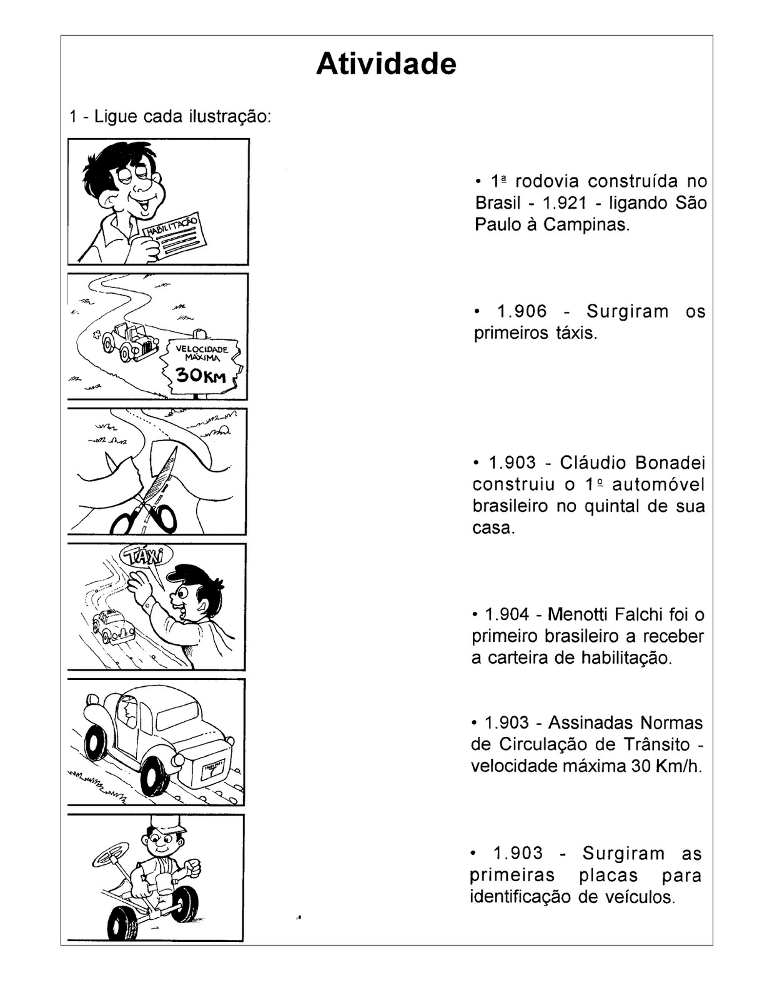 Atividade
1 - Ligue cada ilustração:
HABILITAÇÃO
• 1ª rodovia construída no
Brasil - 1.921 - ligando São
Paulo à Campinas.
VELOCIDADE
MÁXIMA
30KM
• 1.906 - Surgiram os
primeiros táxis.
• 1.903 - Cláudio Bonadei
construiu o 1º automóvel
brasileiro no quintal de sua
casa.
TÁXi
• 1.904 - Menotti Falchi foi o
primeiro brasileiro a receber
a carteira de habilitação.
• 1.903 - Assinadas Normas
de Circulação de Trânsito -
velocidade máxima 30 Km/h.
• 1.903 - Surgiram as
primeiras placas para
identificação de veículos.